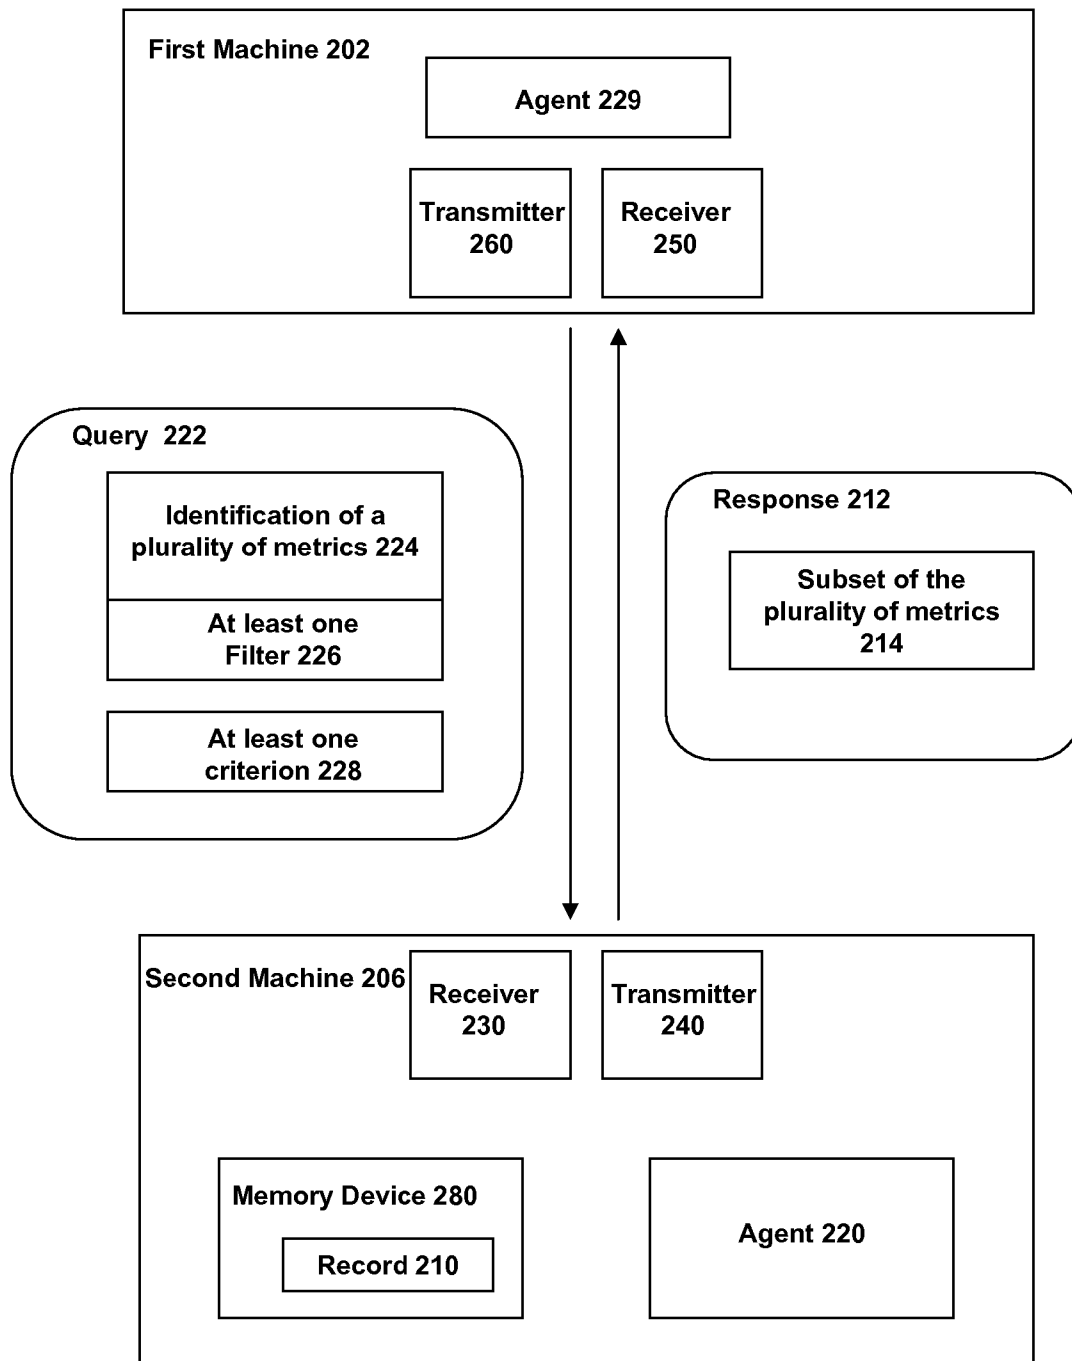 First Machine 202
Agent 229
Transmitter
260
Receiver
250
Query 222
Identification of a
plurality of metrics 224
At least one
Filter 226
At least one
criterion 228
Response 212
Subset of the
plurality of metrics
214
Second Machine 206
Receiver
230
Transmitter
240
Memory Device 280
Record 210
Agent 220